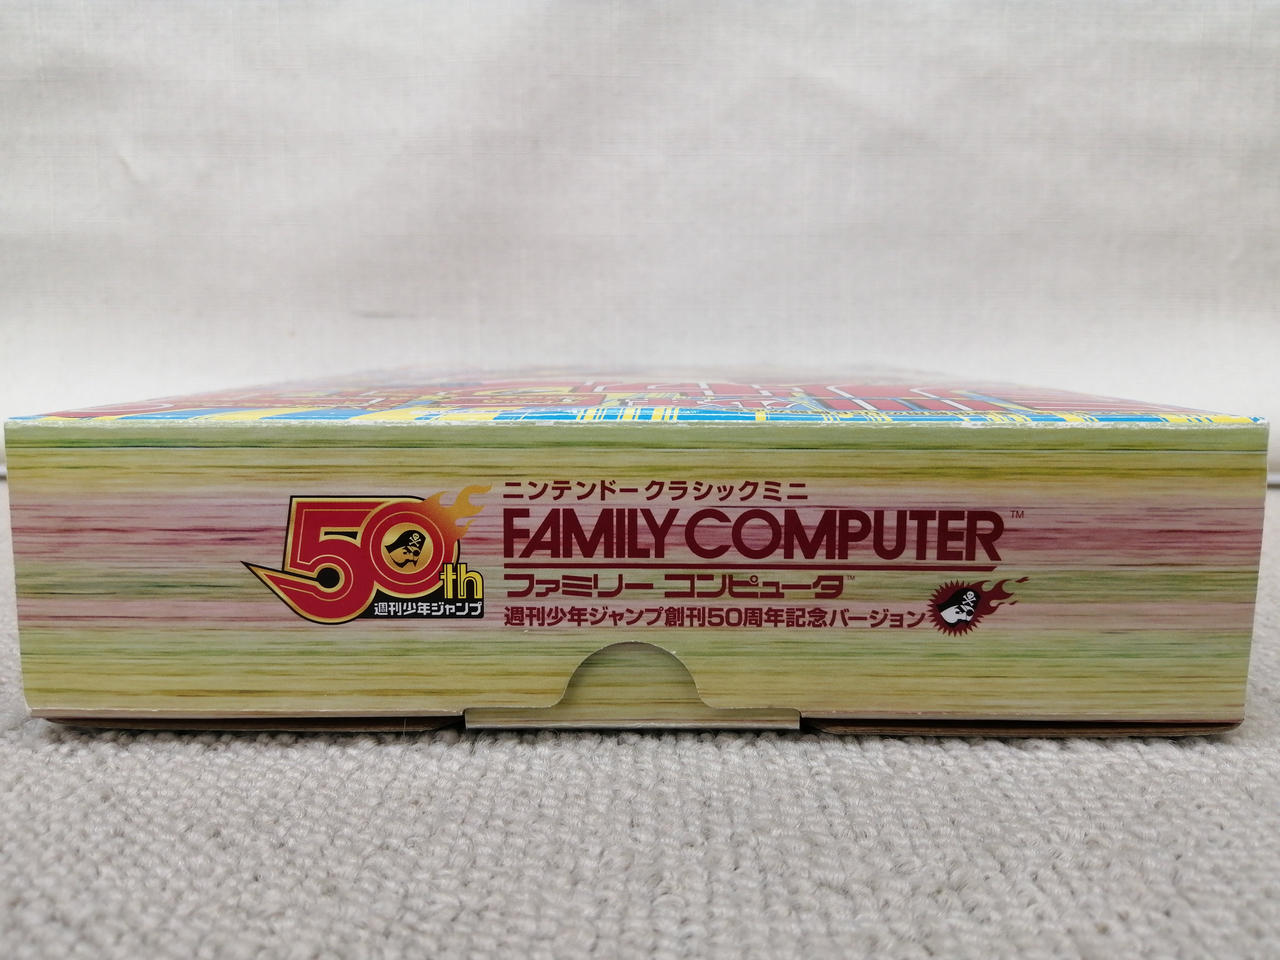 50th
週刊少年ジャンプ
ニンテンドークラシックミニ
FAMILY COMPUTER™
ファミリー コンピュータ™
週刊少年ジャンプ創刊50周年記念バージョン